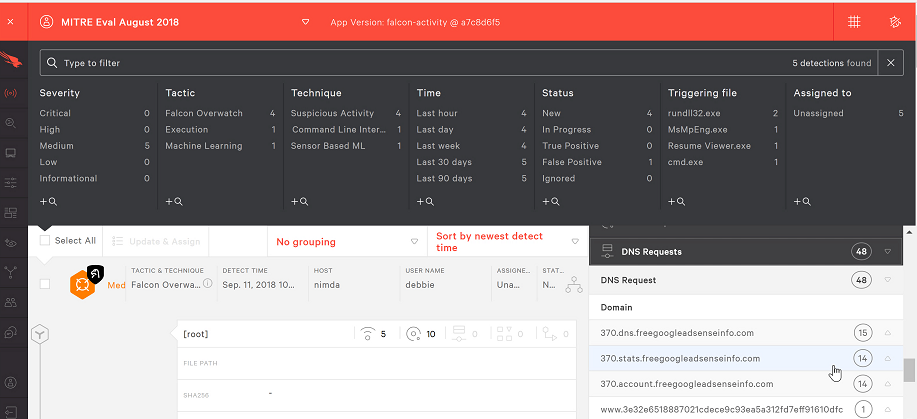 MITRE Eval August 2018
App Version: falcon-activity @ a7c8d6f5
Type to filter
5 detections found
Severity
Critical 0
High 0
Medium 5
Low 0
Informational 0
Tactic
Falcon Overwatch 4
Execution 1
Machine Learning 1
Technique
Suspicious Activity 4
Command Line Inter... 1
Sensor Based ML 1
Time
Last hour 4
Last day 4
Last week 4
Last 30 days 5
Last 90 days 5
Status
New 4
In Progress 0
True Positive 0
False Positive 1
Ignored 0
Triggering file
rundll32.exe 2
MsMpEng.exe 1
Resume Viewer.exe 1
cmd.exe 1
Assigned to
Unassigned 5
Select All
Update & Assign
No grouping
Sort by newest detect
time
Med
TACTIC & TECHNIQUE
Falcon Overwa...
DETECT TIME
Sep. 11, 2018 10...
HOST
nimda
USER NAME
debbie
ASSIGNE...
Una...
STAT...
N...
[root]
5
10
0
0
0
FILE PATH
SHA256
-
DNS Requests 48
DNS Request 48
Domain
370.dns.freegoogleadsenseinfo.com 15
370.stats.freegoogleadsenseinfo.com 14
370.account.freegoogleadsenseinfo.com 14
www.3e32e6518887021cdece9c93ea5a312fd7eff91610dfc 1